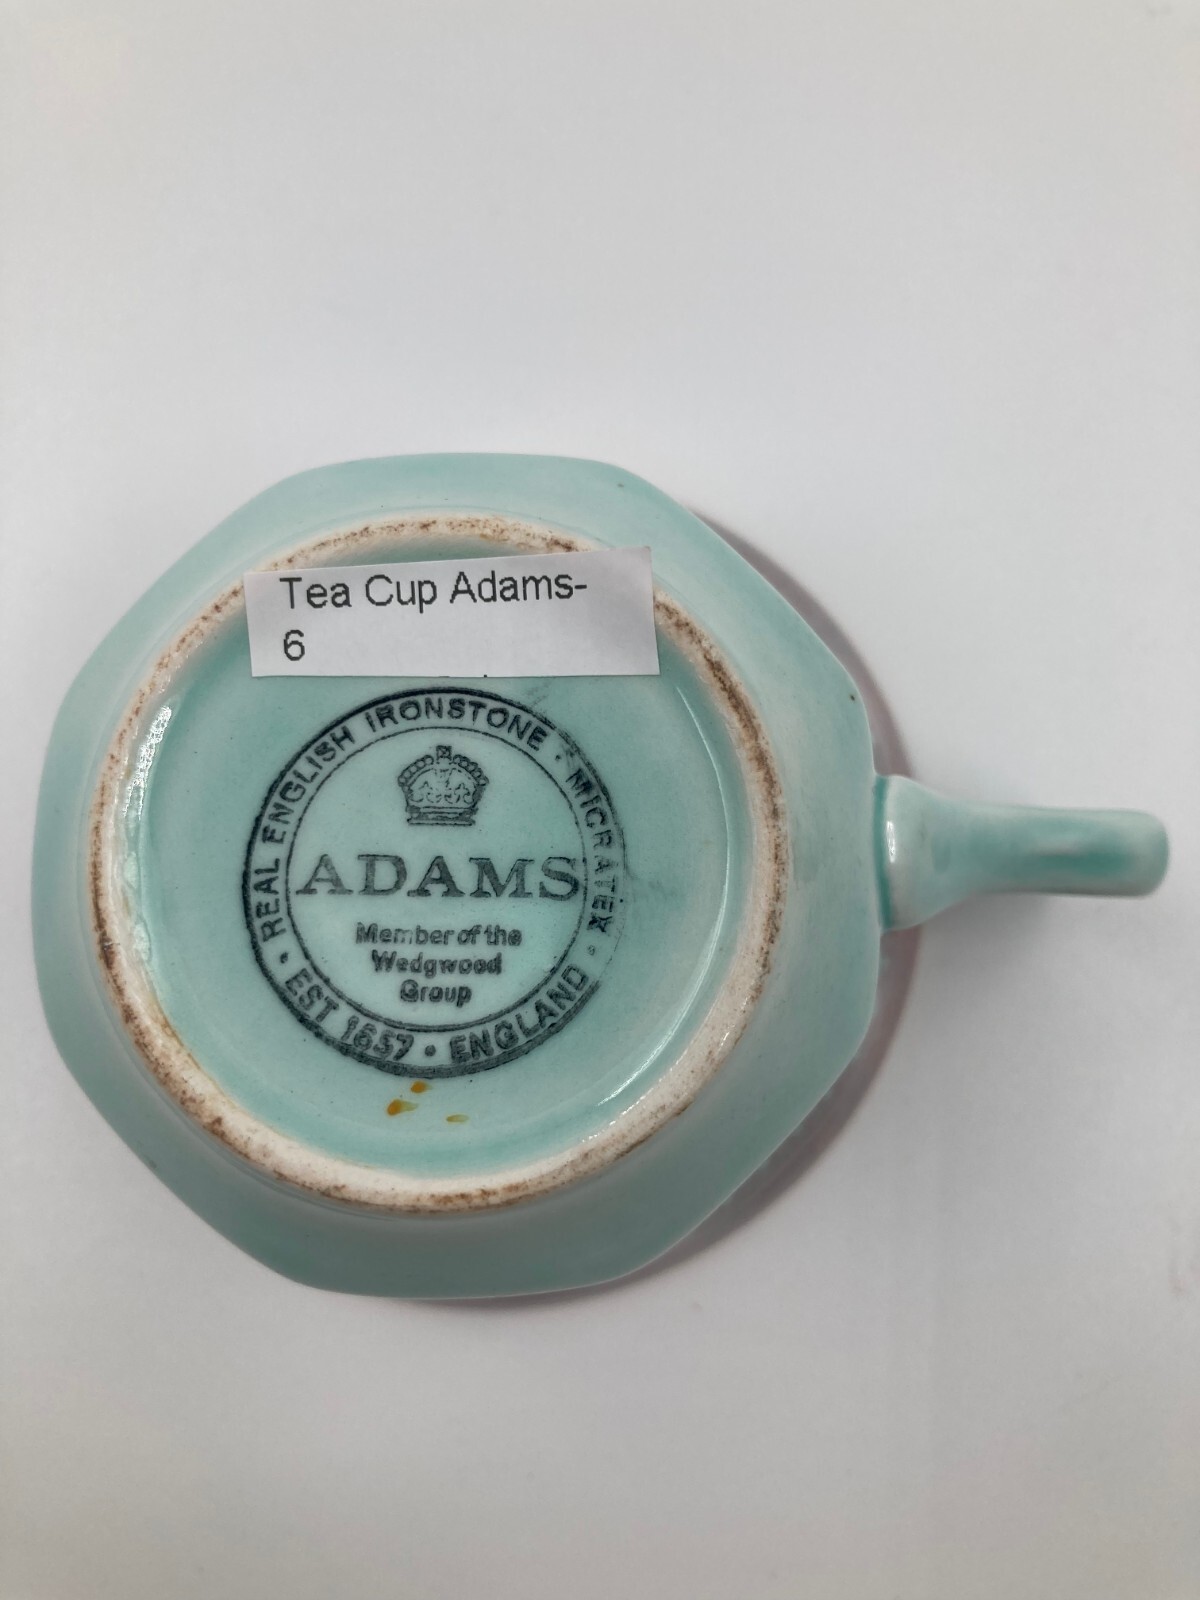 Tea Cup Adams-
6
REAL ENGLISH IRONSTONE · MICRATEX ·
ADAMS
Member of the
Wedgwood
Group
EST 1657 · ENGLAND